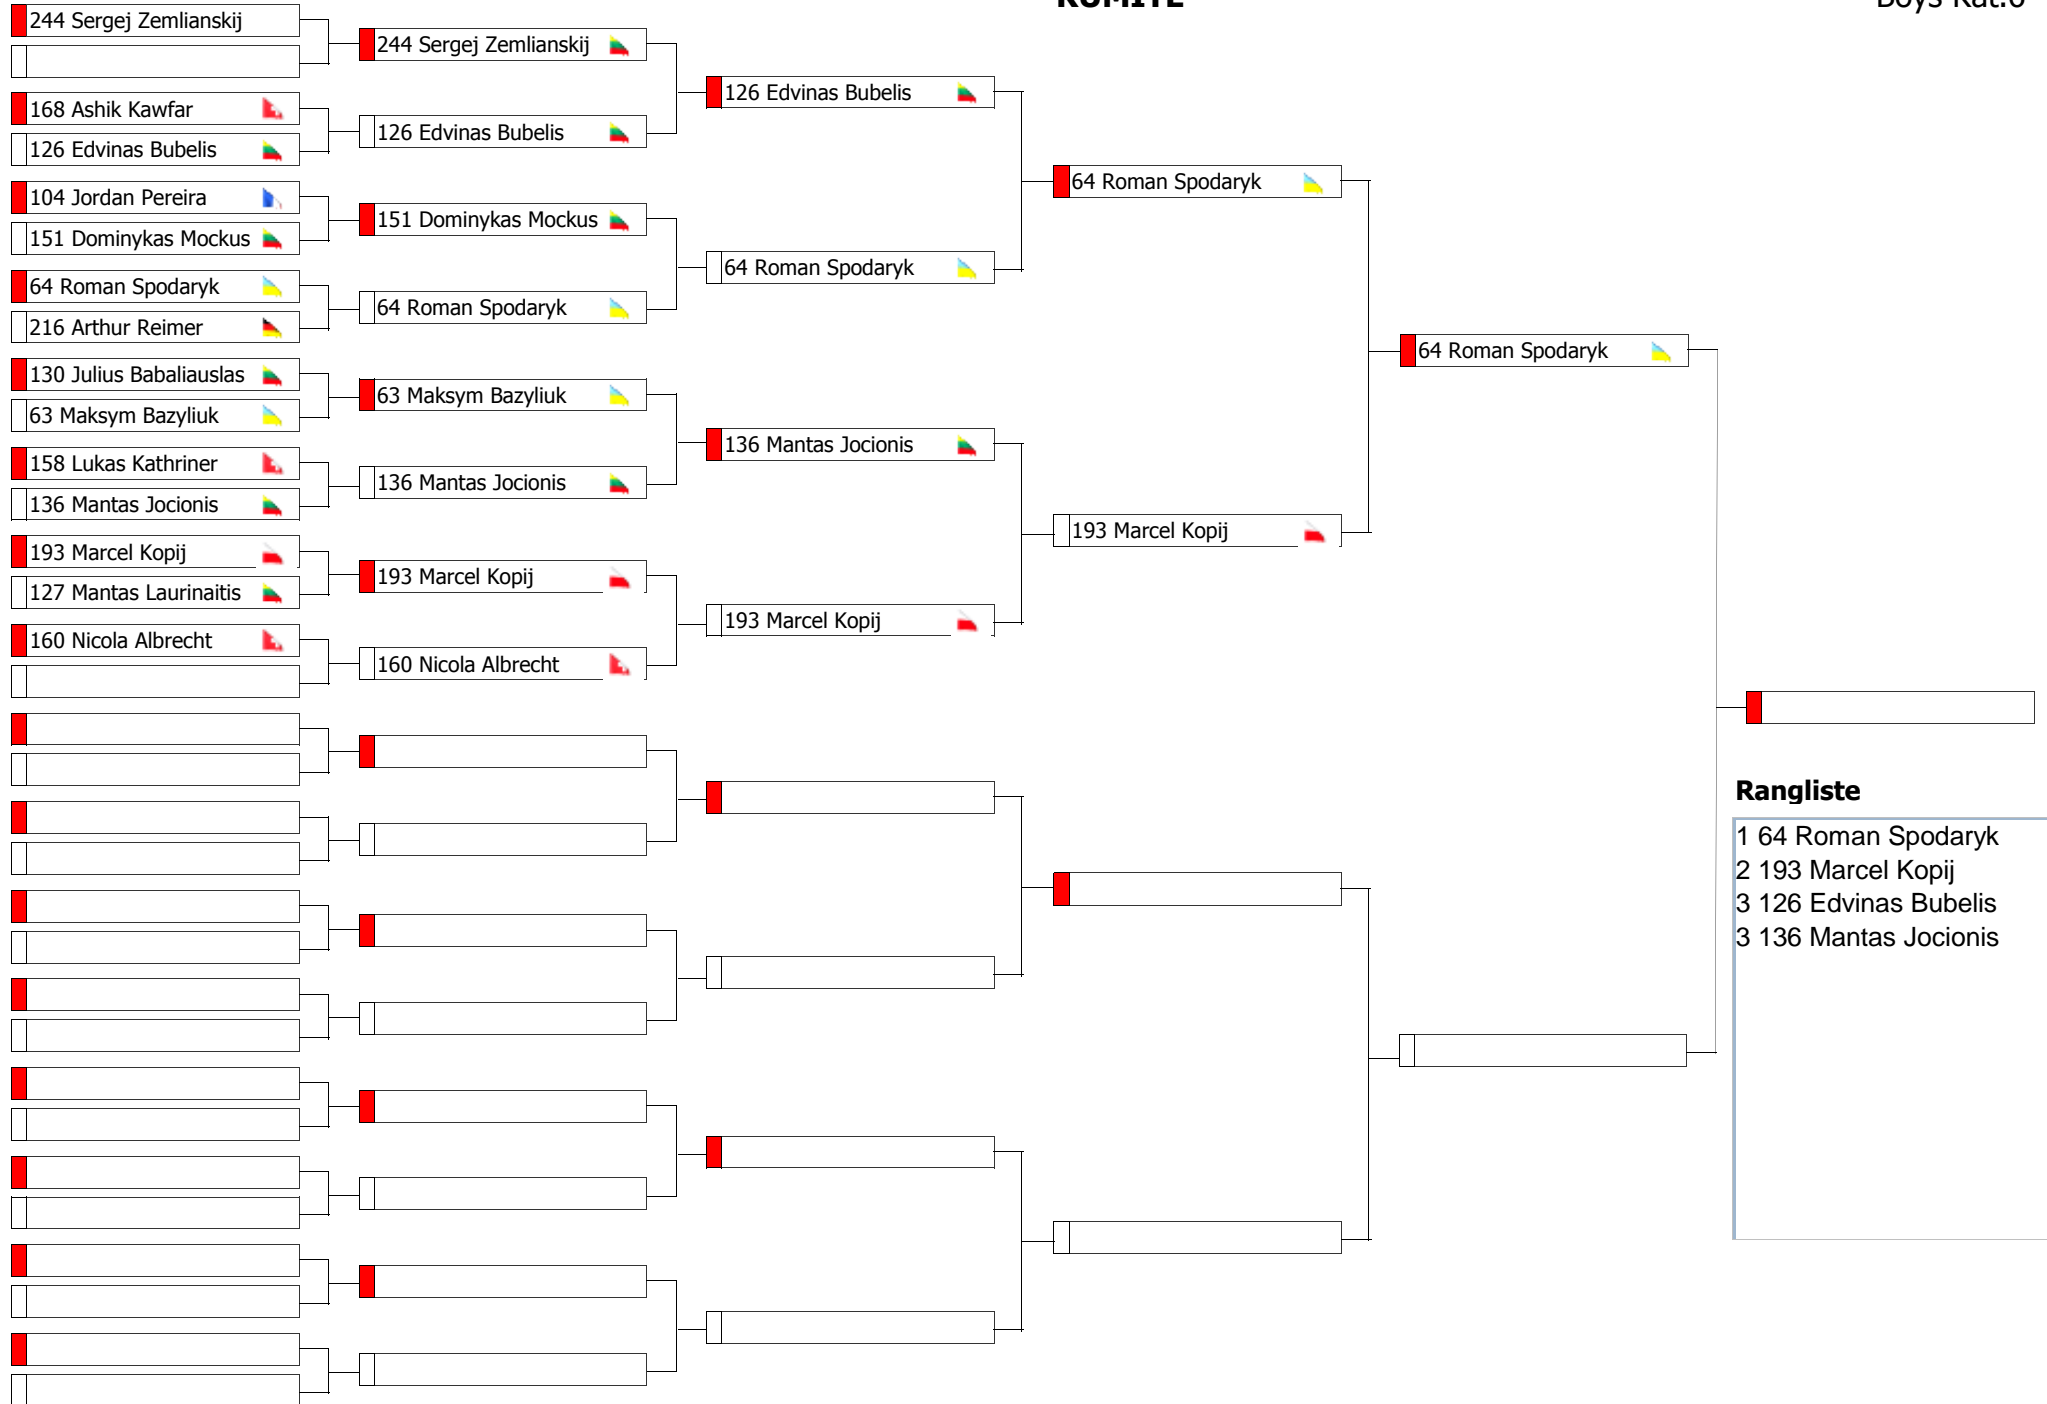 KUMITE
Boys Kat.6
244 Sergej Zemlianskij
168 Ashik Kawfar
126 Edvinas Bubelis
104 Jordan Pereira
151 Dominykas Mockus
64 Roman Spodaryk
216 Arthur Reimer
130 Julius Babaliauslas
63 Maksym Bazyliuk
158 Lukas Kathriner
136 Mantas Jocionis
193 Marcel Kopij
127 Mantas Laurinaitis
160 Nicola Albrecht
244 Sergej Zemlianskij
126 Edvinas Bubelis
151 Dominykas Mockus
64 Roman Spodaryk
63 Maksym Bazyliuk
136 Mantas Jocionis
193 Marcel Kopij
160 Nicola Albrecht
126 Edvinas Bubelis
64 Roman Spodaryk
136 Mantas Jocionis
193 Marcel Kopij
64 Roman Spodaryk
193 Marcel Kopij
64 Roman Spodaryk
Rangliste
1 64 Roman Spodaryk
2 193 Marcel Kopij
3 126 Edvinas Bubelis
3 136 Mantas Jocionis